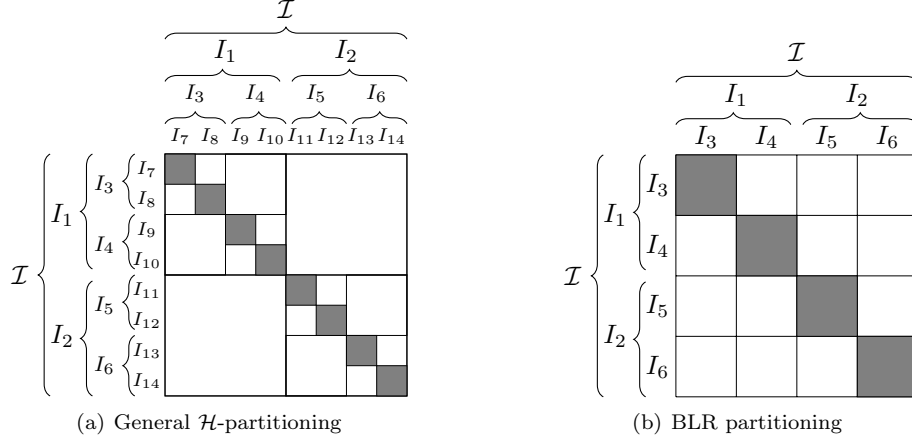 𝓘
I₁ I₂
I₃ I₄ I₅ I₆
I₇ I₈ I₉ I₁₀ I₁₁ I₁₂ I₁₃ I₁₄
𝓘
I₁
I₃
I₇
I₈
I₄
I₉
I₁₀
I₂
I₅
I₁₁
I₁₂
I₆
I₁₃
I₁₄
(a) General 𝓗-partitioning
𝓘
I₁ I₂
I₃ I₄ I₅ I₆
𝓘
I₁
I₃
I₄
I₂
I₅
I₆
(b) BLR partitioning